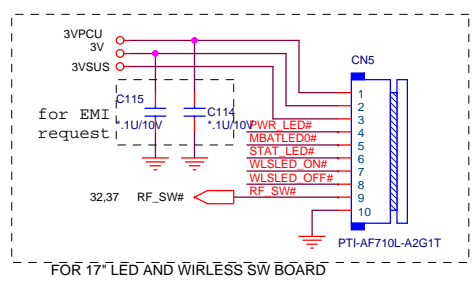 3VPCU
3V
3VSUS
CN5
C115
*.1U/10V
C114
*.1U/10V
for EMI
request
1
2
3
4
5
6
7
8
9
10
PWR_LED#
MBATLED0#
STAT_LED#
WLSLED_ON#
WLSLED_OFF#
RF_SW#
32,37 RF_SW#
PTI-AF710L-A2G1T
FOR 17" LED AND WIRLESS SW BOARD